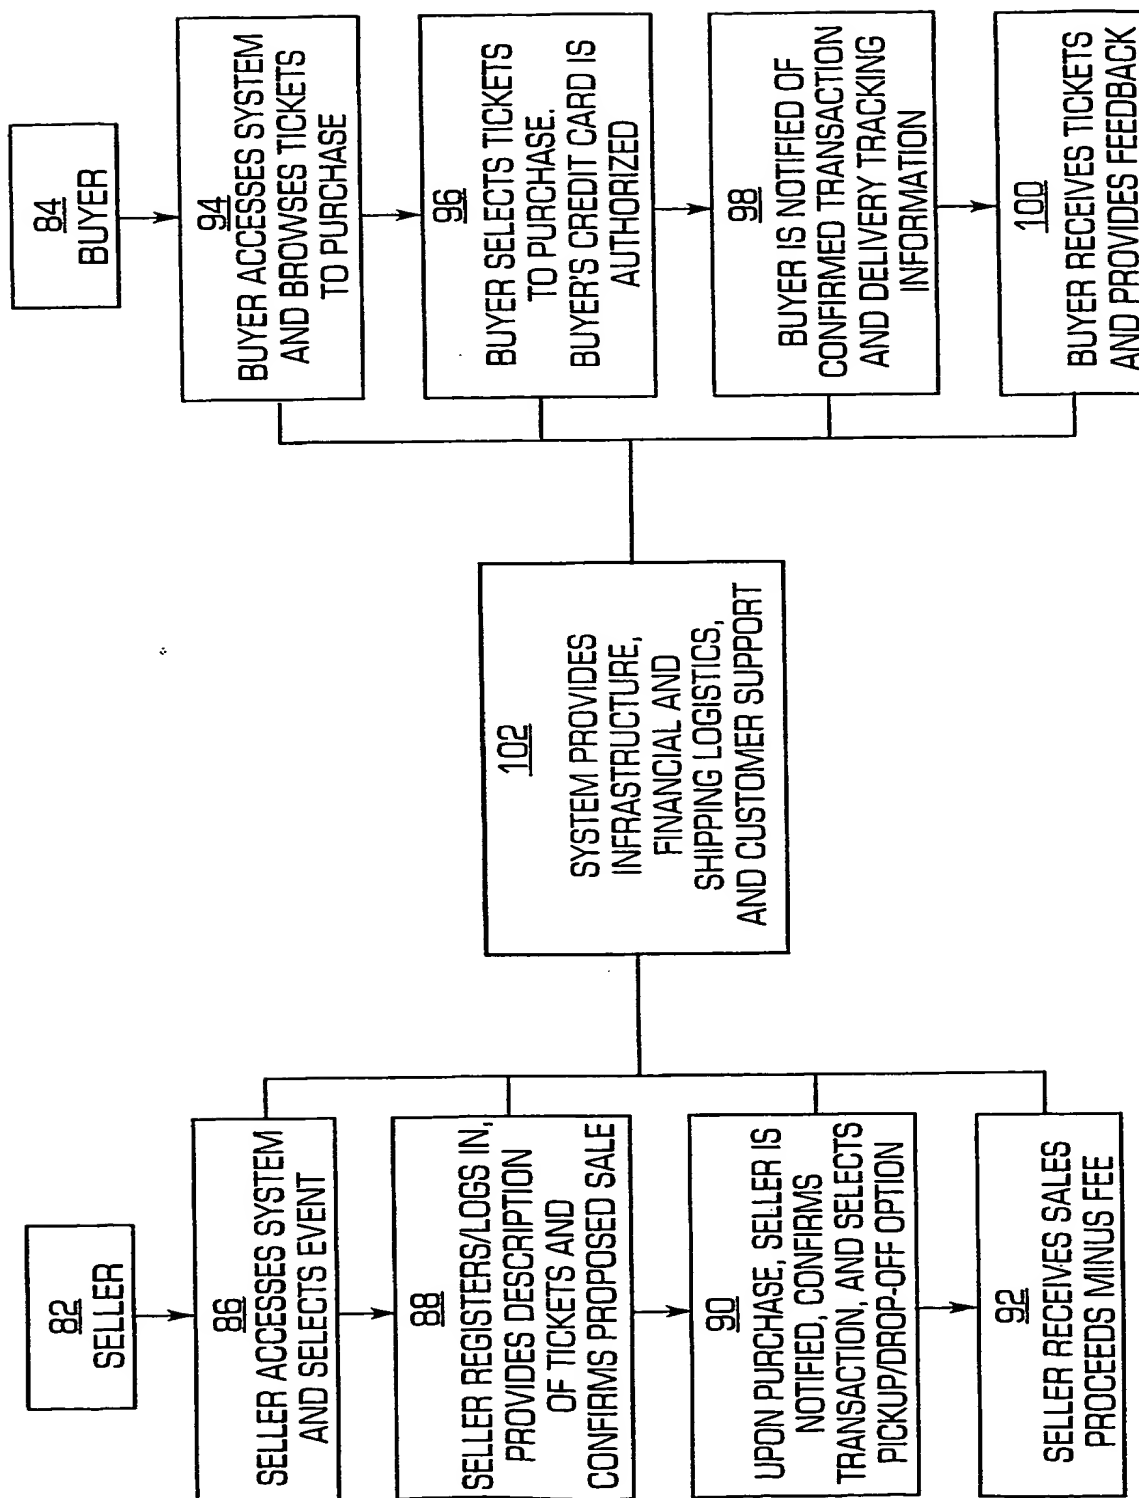 82
SELLER
86
SELLER ACCESSES SYSTEM
AND SELECTS EVENT
88
SELLER REGISTERS/LOGS IN,
PROVIDES DESCRIPTION
OF TICKETS AND
CONFIRMS PROPOSED SALE
90
UPON PURCHASE, SELLER IS
NOTIFIED, CONFIRMS
TRANSACTION, AND SELECTS
PICKUP/DROP-OFF OPTION
92
SELLER RECEIVES SALES
PROCEEDS MINUS FEE
102
SYSTEM PROVIDES
INFRASTRUCTURE,
FINANCIAL AND
SHIPPING LOGISTICS,
AND CUSTOMER SUPPORT
84
BUYER
94
BUYER ACCESSES SYSTEM
AND BROWSES TICKETS
TO PURCHASE
96
BUYER SELECTS TICKETS
TO PURCHASE.
BUYER'S CREDIT CARD IS
AUTHORIZED
98
BUYER IS NOTIFIED OF
CONFIRMED TRANSACTION
AND DELIVERY TRACKING
INFORMATION
100
BUYER RECEIVES TICKETS
AND PROVIDES FEEDBACK